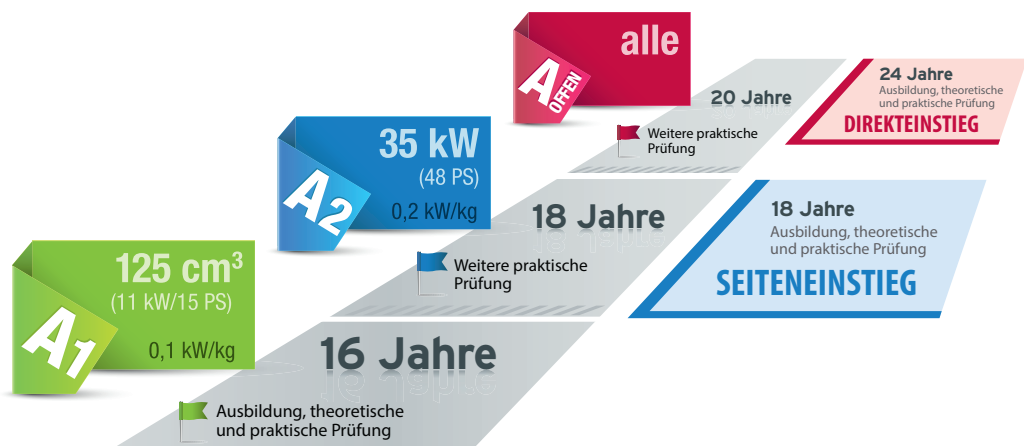 alle
A
OFFEN
20 Jahre
Weitere praktische
Prüfung
24 Jahre
Ausbildung, theoretische
und praktische Prüfung
DIREKTEINSTIEG
35 kW
(48 PS)
0,2 kW/kg
A2
18 Jahre
Weitere praktische
Prüfung
18 Jahre
Ausbildung, theoretische
und praktische Prüfung
SEITENEINSTIEG
125 cm³
(11 kW/15 PS)
0,1 kW/kg
A1
16 Jahre
Ausbildung, theoretische
und praktische Prüfung